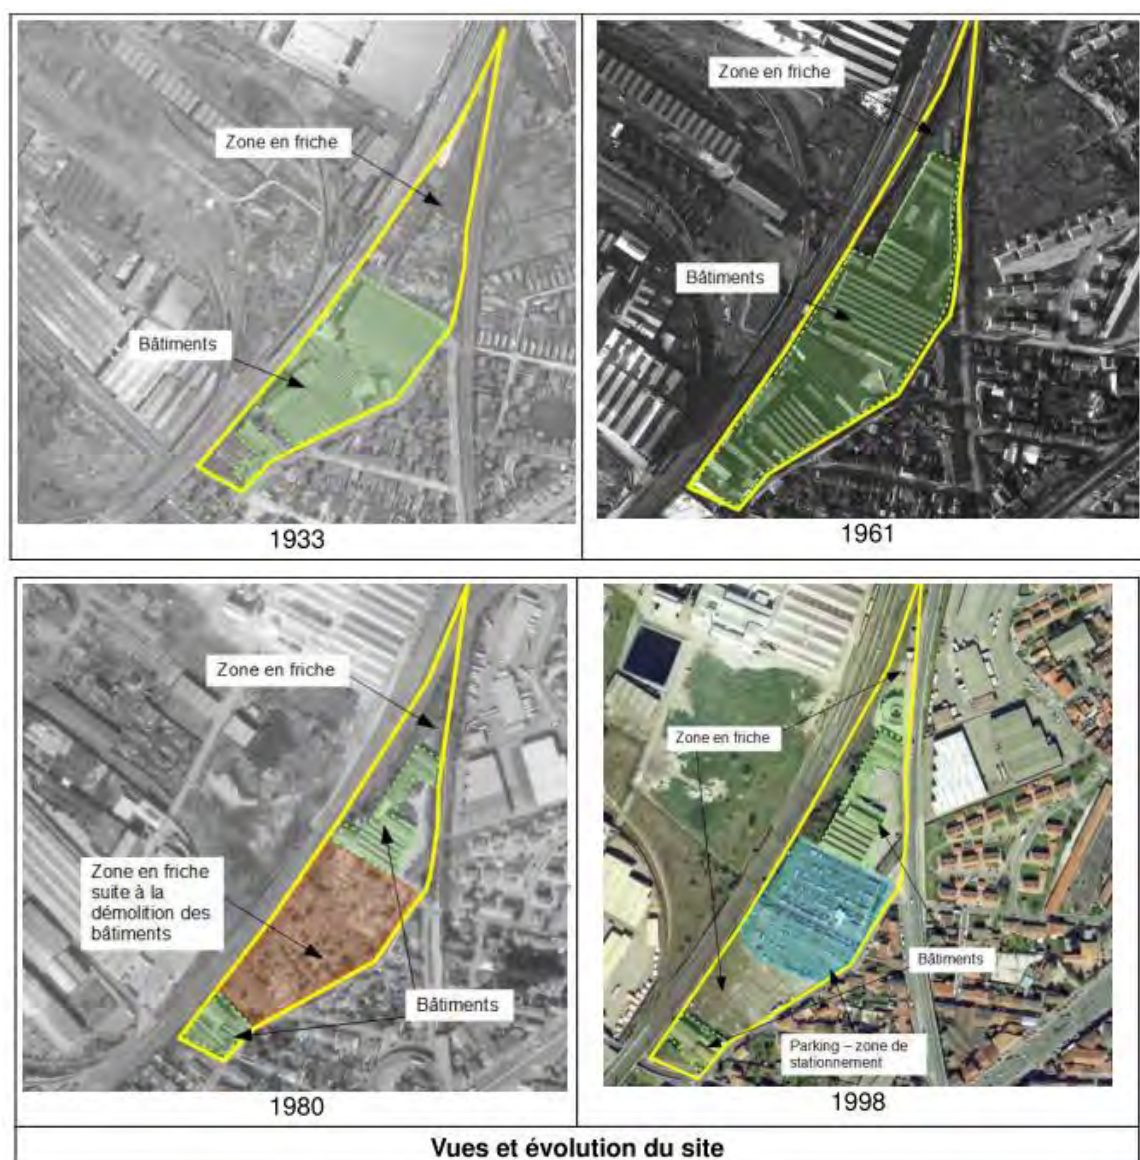 Zone en friche
Bâtiments
1933
Zone en friche
Bâtiments
1961
Zone en friche
Zone en friche
suite à la
démolition des
bâtiments
Bâtiments
1980
Zone en friche
Bâtiments
Parking – zone de
stationnement
1998
Vues et évolution du site